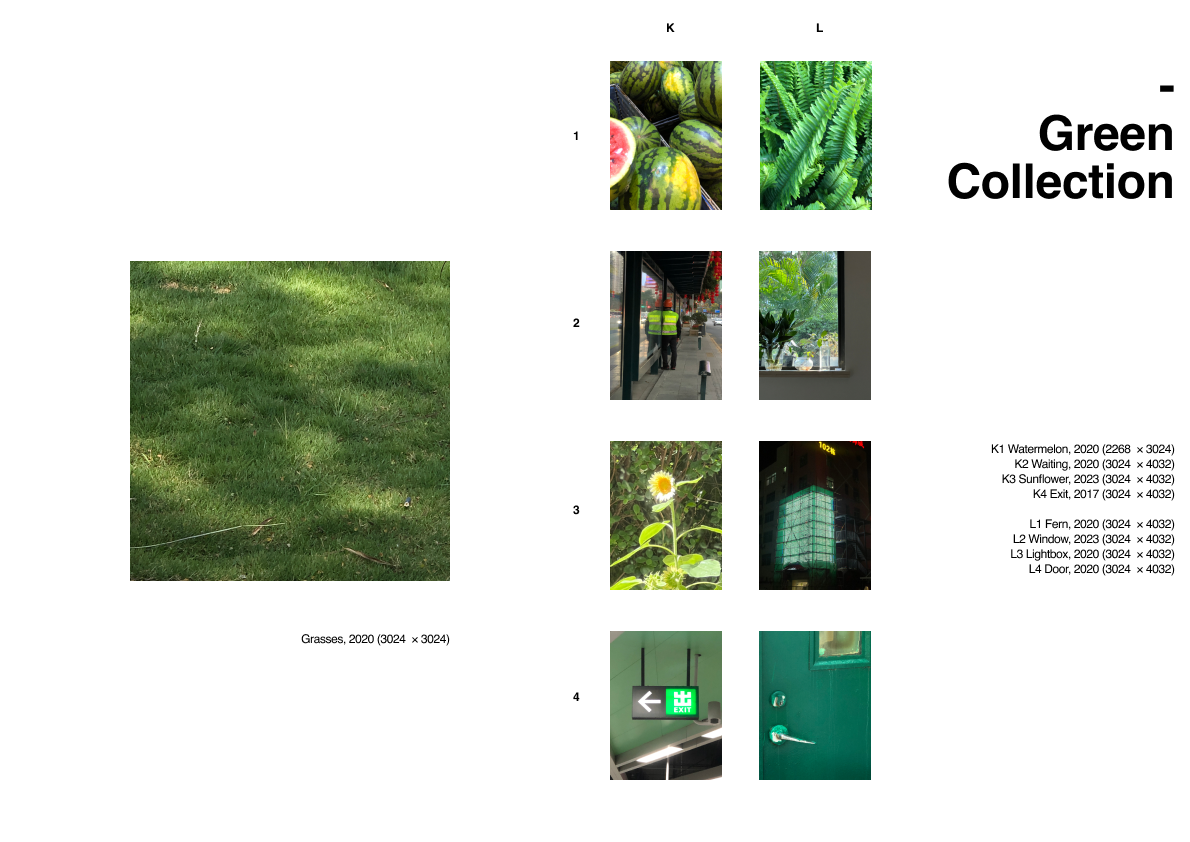 K
L
-
Green
Collection
1
2
3
4
102
EXIT
Grasses, 2020 (3024 × 3024)
K1 Watermelon, 2020 (2268 × 3024)
K2 Waiting, 2020 (3024 × 4032)
K3 Sunflower, 2023 (3024 × 4032)
K4 Exit, 2017 (3024 × 4032)
L1 Fern, 2020 (3024 × 4032)
L2 Window, 2023 (3024 × 4032)
L3 Lightbox, 2020 (3024 × 4032)
L4 Door, 2020 (3024 × 4032)